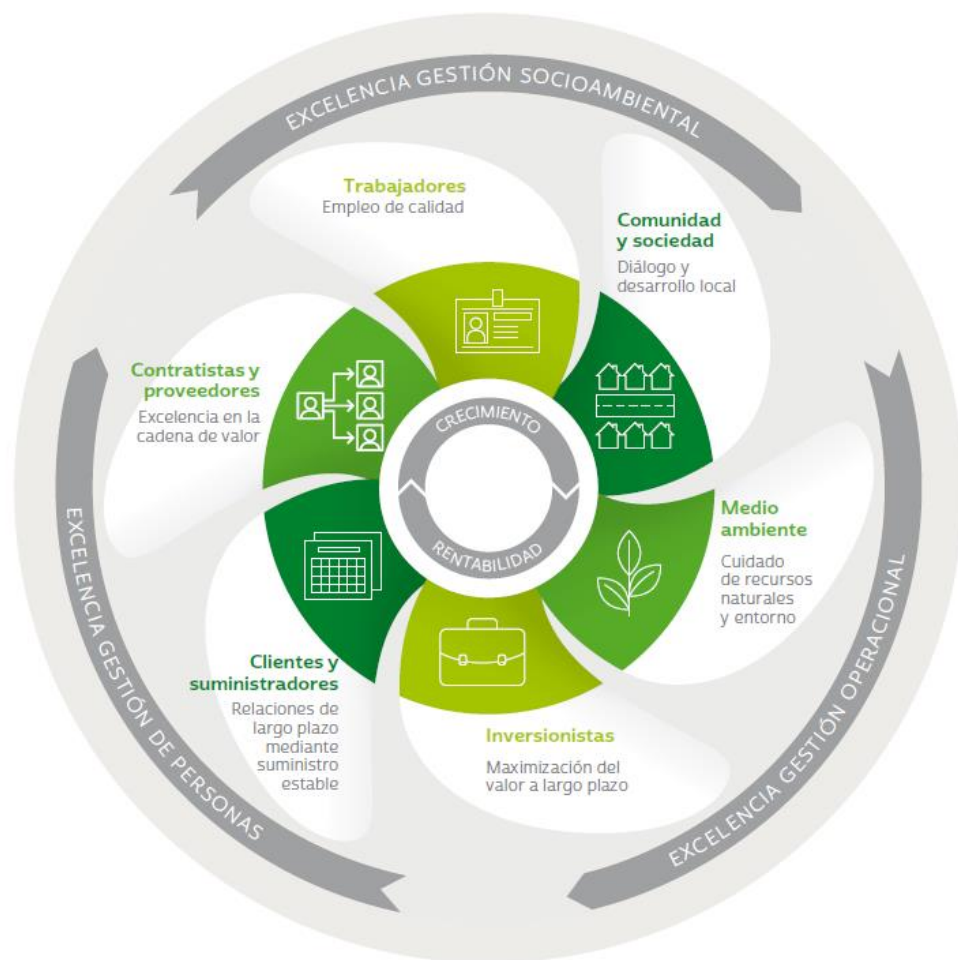 EXCELENCIA GESTIÓN SOCIOAMBIENTAL
Trabajadores
Empleo de calidad
Comunidad
y sociedad
Diálogo y
desarrollo local
Contratistas y
proveedores
Excelencia en la
cadena de valor
CRECIMIENTO
RENTABILIDAD
Medio
ambiente
Cuidado
de recursos
naturales
y entorno
Clientes y
suministradores
Relaciones de
largo plazo
mediante
suministro
estable
Inversionistas
Maximización del
valor a largo plazo
EXCELENCIA GESTIÓN DE PERSONAS
EXCELENCIA GESTIÓN OPERACIONAL